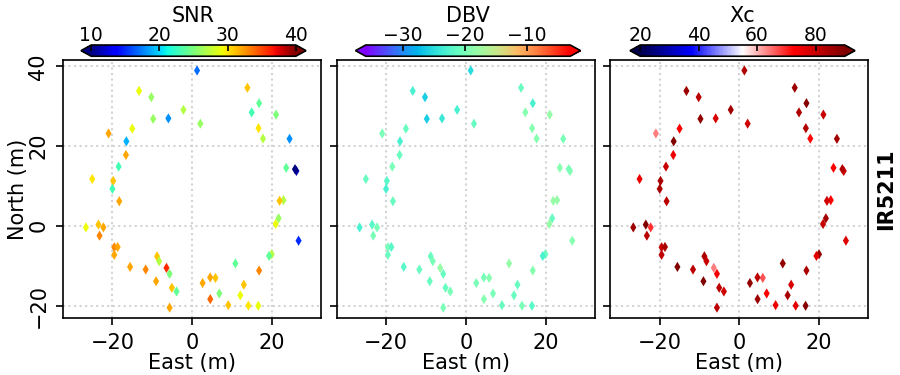 SNR DBV Xc
10 20 30 40 −30 −20 −10 20 40 60 80
40
20
0
−20
North (m)
IR5211
−20 0 20 −20 0 20 −20 0 20
East (m) East (m) East (m)